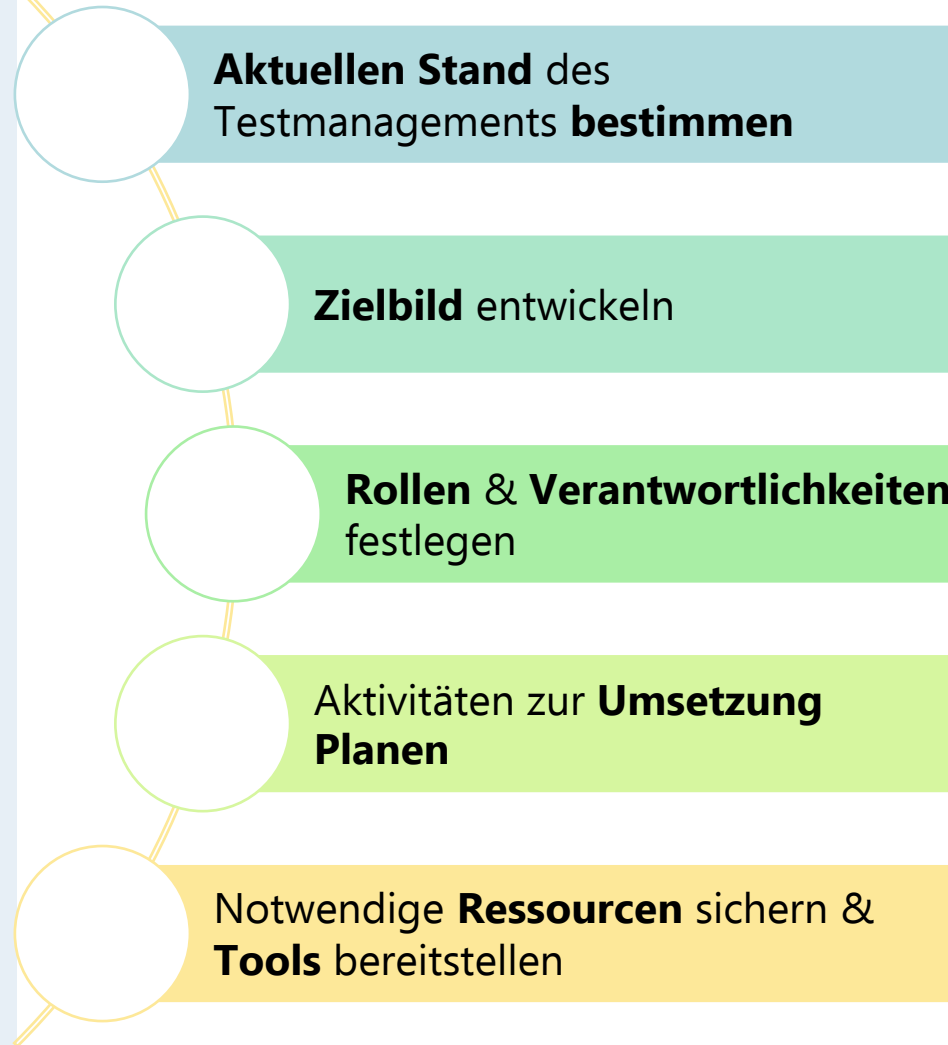 Aktuellen Stand des
Testmanagements bestimmen
Zielbild entwickeln
Rollen & Verantwortlichkeiten
festlegen
Aktivitäten zur Umsetzung
Planen
Notwendige Ressourcen sichern &
Tools bereitstellen